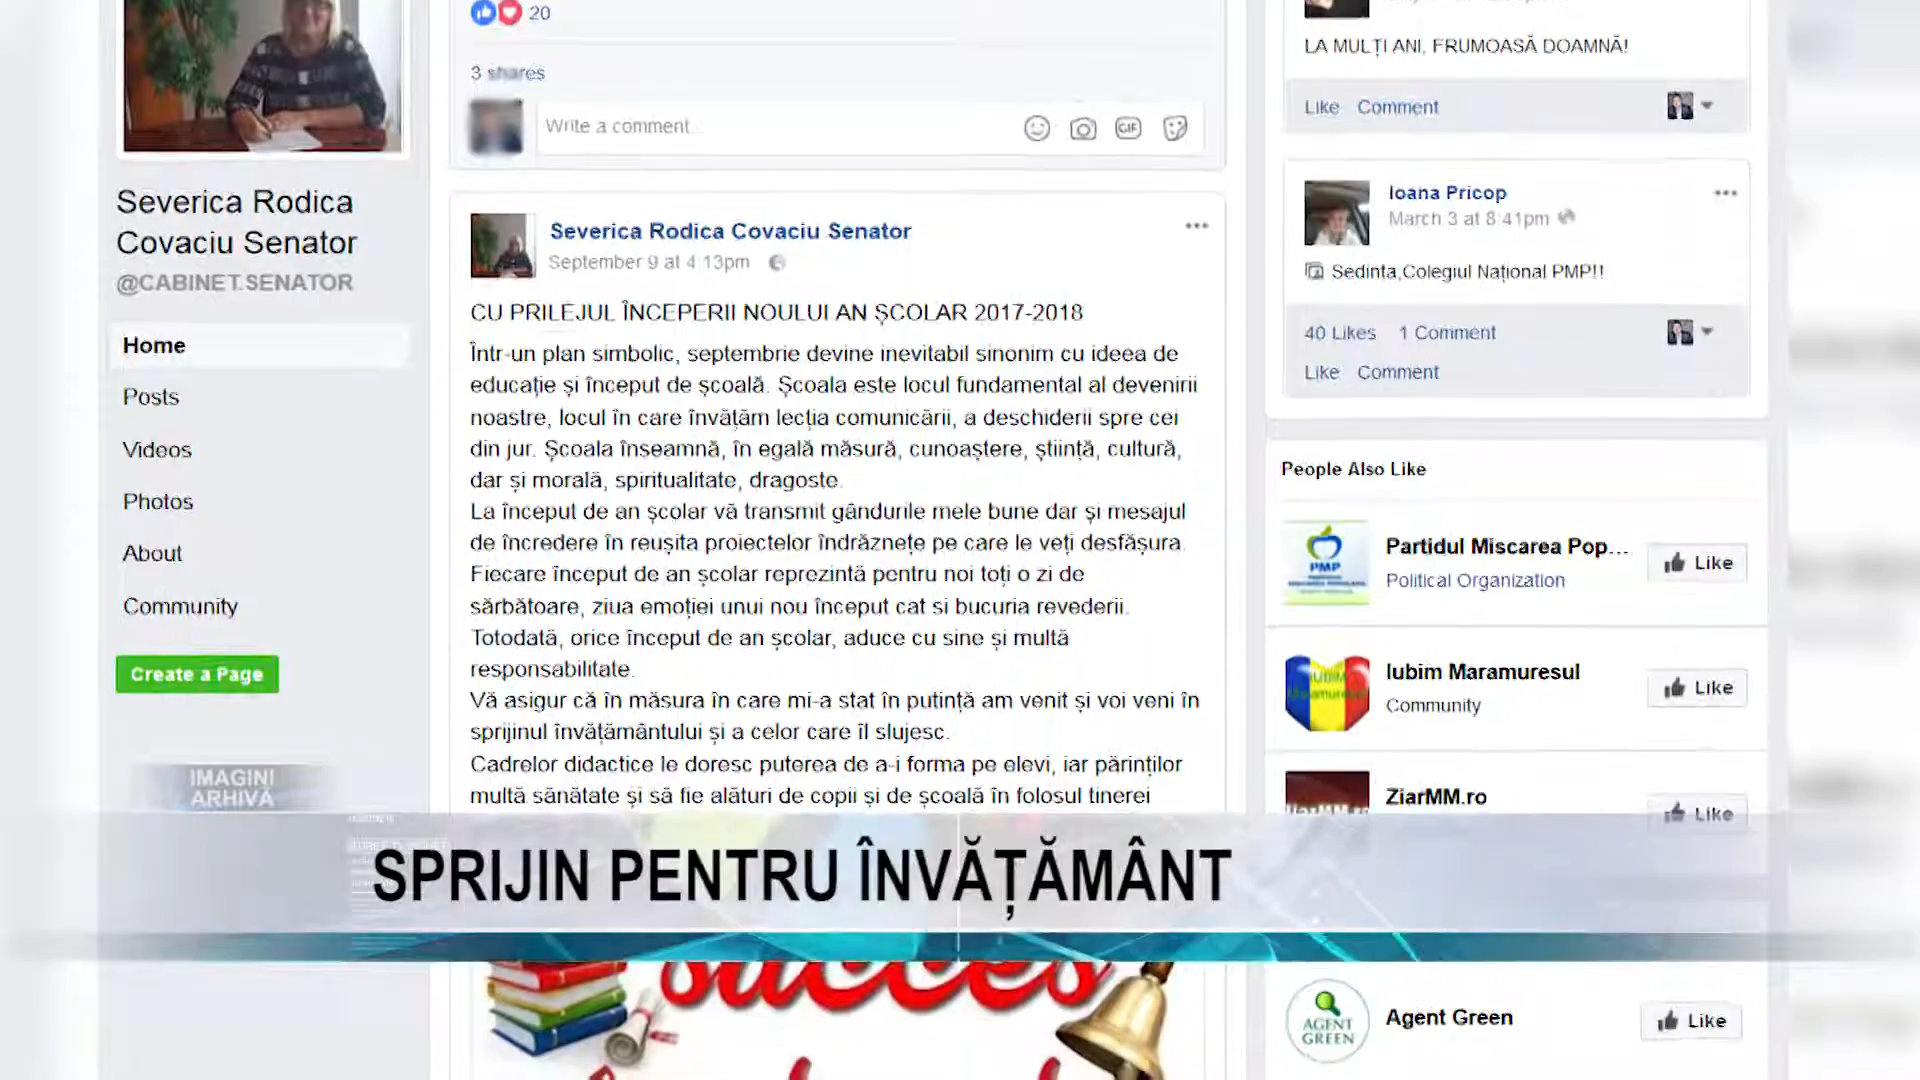 20
3 shares
Write a comment...
GIF
Severica Rodica
Covaciu Senator
@CABINET.SENATOR
Home
Posts
Videos
Photos
About
Community
Create a Page
IMAGINI
ARHIVĂ
Severica Rodica Covaciu Senator
September 9 at 4:13pm
CU PRILEJUL ÎNCEPERII NOULUI AN ȘCOLAR 2017-2018
Într-un plan simbolic, septembrie devine inevitabil sinonim cu ideea de
educație și început de școală. Școala este locul fundamental al devenirii
noastre, locul în care învățăm lecția comunicării, a deschiderii spre cei
din jur. Școala înseamnă, în egală măsură, cunoaștere, știință, cultură,
dar și morală, spiritualitate, dragoste.
La început de an școlar vă transmit gândurile mele bune dar și mesajul
de încredere în reușita proiectelor îndrăznețe pe care le veți desfășura.
Fiecare început de an școlar reprezintă pentru noi toți o zi de
sărbătoare, ziua emoției unui nou început cat si bucuria revederii.
Totodată, orice început de an școlar, aduce cu sine și multă
responsabilitate.
Vă asigur că în măsura în care mi-a stat în putință am venit și voi veni în
sprijinul învățământului și a celor care îl slujesc.
Cadrelor didactice le doresc puterea de a-i forma pe elevi, iar părinților
multă sănătate și să fie alături de copii și de școală în folosul tinerei
SPRIJIN PENTRU ÎNVĂȚĂMÂNT
succes
LA MULȚI ANI, FRUMOASĂ DOAMNĂ!
Like Comment
Ioana Pricop
March 3 at 8:41pm
Sedinta,Colegiul Național PMP!!
40 Likes 1 Comment
Like Comment
People Also Like
PMP
Partidul Miscarea Pop...
Political Organization
Like
IUBIM
Maramuresul
Iubim Maramuresul
Community
Like
ZiarMM.ro
Like
AGENT
GREEN
Agent Green
Like